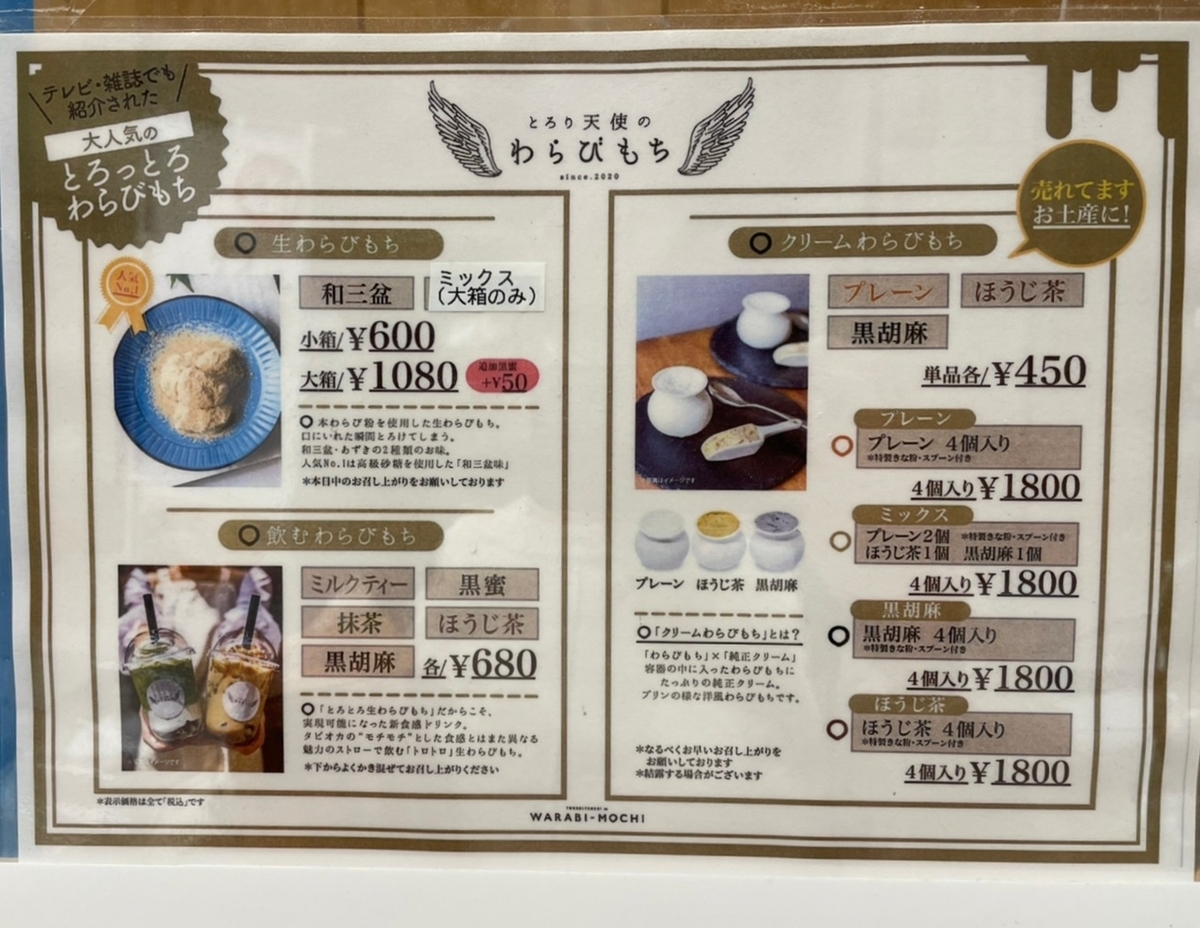 テレビ・雑誌でも
紹介された
大人気の
とろっとろ
わらびもち
とろり天使の
わらびもち
since.2020
売れてます
お土産に!
生わらびもち
人気
No.1
和三盆
ミックス
(大箱のみ)
小箱/¥600
大箱/¥1080
追加黒蜜
+¥50
本わらび粉を使用した生わらびもち。
口にいれた瞬間とろけてしまう。
和三盆・あずきの2種類のお味。
人気No.1は高級砂糖を使用した「和三盆味」
*本日中のお召し上がりをお願いしております
飲むわらびもち
ミルクティー
黒蜜
抹茶
ほうじ茶
黒胡麻
各/¥680
「とろとろ生わらびもち」だからこそ、
実現可能になった新食感ドリンク。
タピオカの"モチモチ"とした食感とはまた異なる
魅力のストローで飲む「トロトロ」生わらびもち。
*下からよくかき混ぜてお召し上がりください
*表示価格は全て「税込」です
クリームわらびもち
プレーン
ほうじ茶
黒胡麻
単品各/¥450
*写真はイメージです
プレーン ほうじ茶 黒胡麻
「クリームわらびもち」とは?
「わらびもち」×「純正クリーム」
容器の中に入ったわらびもちに
たっぷりの純正クリーム。
プリンの様な洋風わらびもちです。
*なるべくお早いお召し上がりを
お願いしております
*結露する場合がございます
プレーン
プレーン 4個入り
*特製きな粉・スプーン付き
4個入り¥1800
ミックス
プレーン2個 *特製きな粉・スプーン付き
ほうじ茶1個 黒胡麻1個
4個入り¥1800
黒胡麻
黒胡麻 4個入り
*特製きな粉・スプーン付き
4個入り¥1800
ほうじ茶
ほうじ茶 4個入り
*特製きな粉・スプーン付き
4個入り¥1800
WARABI-MOCHI